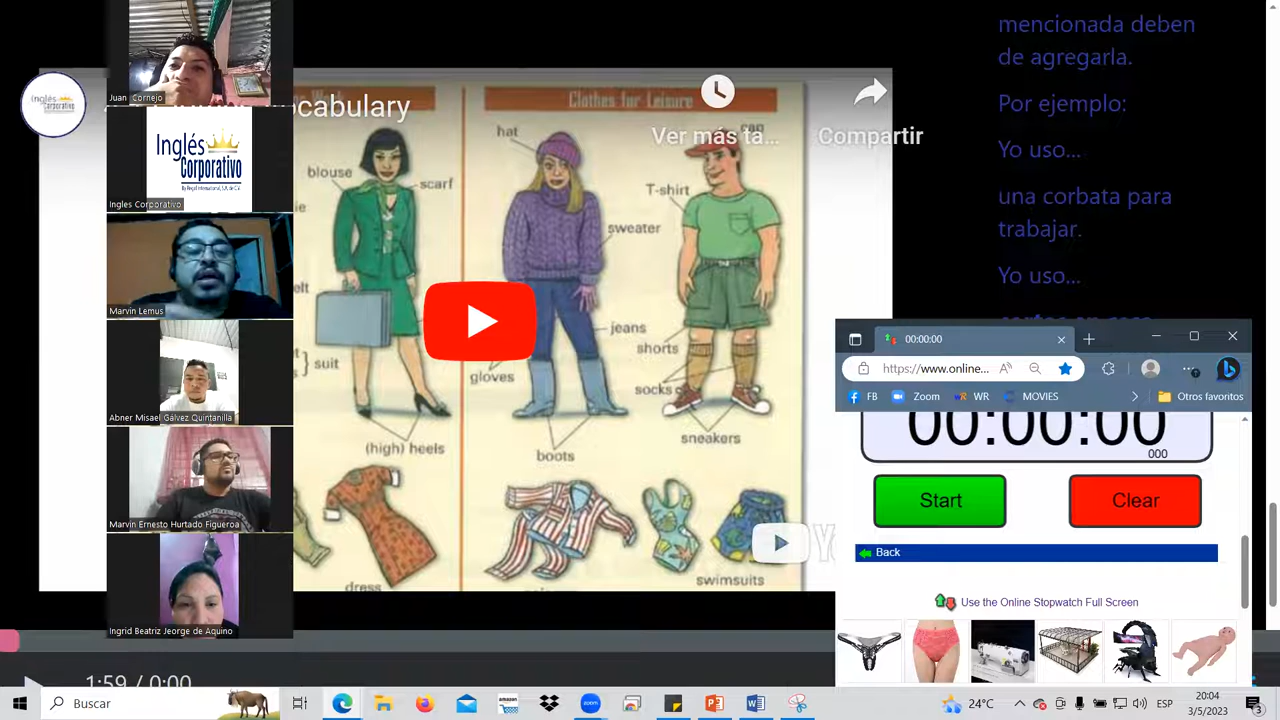 Juan Cornejo
Inglés
Corporativo
Ingles Corporativo
Marvin Lemus
Abner Misael Gálvez Quintanilla
Marvin Ernesto Hurtado Figueroa
Ingrid Beatriz Jeorge de Aquino
Inglés
Corporativo
ocabulary
Clothes for Leisure
Ver más ta...
Compartir
hat
cap
blouse
scarf
T-shirt
sweater
suit
jeans
shorts
gloves
socks
sneakers
(high) heels
boots
dress
swimsuits
1:59 / 0:00
mencionada deben
de agregarla.
Por ejemplo:
Yo uso...
una corbata para
trabajar.
Yo uso...
00:00:00
https://www.online...
FB
Zoom
WR
MOVIES
Otros favoritos
00:00:00
000
Start
Clear
Back
Use the Online Stopwatch Full Screen
Buscar
24°C
ESP
20:04
3/5/2023
3